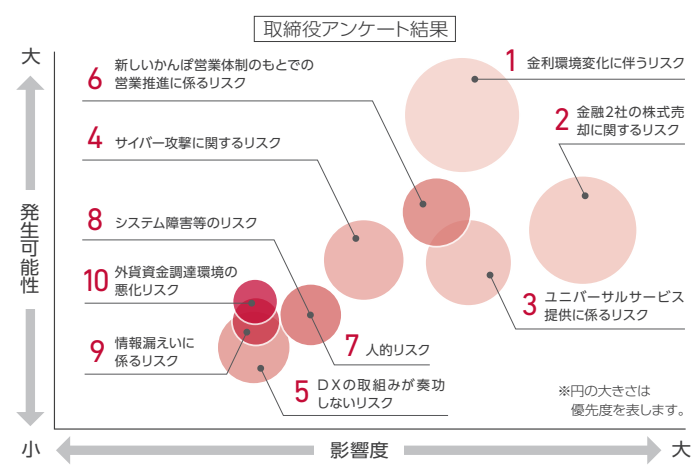 取締役アンケート結果
大
発生可能性
小
影響度
大
1 金利環境変化に伴うリスク
2 金融2社の株式売
却に関するリスク
3 ユニバーサルサービス
提供に係るリスク
4 サイバー攻撃に関するリスク
5 DXの取組みが奏功
しないリスク
6 新しいかんぽ営業体制のもとでの
営業推進に係るリスク
7 人的リスク
8 システム障害等のリスク
9 情報漏えいに
係るリスク
10 外貨資金調達環境の
悪化リスク
※円の大きさは
優先度を表します。